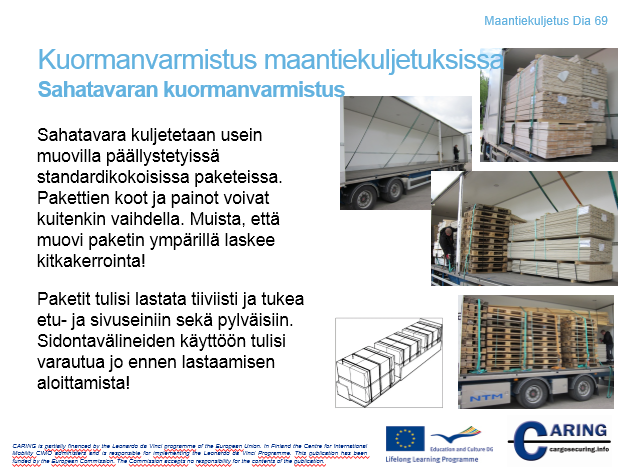 Maantiekuljetus Dia 69
Kuormanvarmistus maantiekuljetuksissa
Sahatavaran kuormanvarmistus
Sahatavara kuljetetaan usein
muovilla päällystetyissä
standardikokoisissa paketeissa.
Pakettien koot ja painot voivat
kuitenkin vaihdella. Muista, että
muovi paketin ympärillä laskee
kitkakerrointa!
Paketit tulisi lastata tiiviisti ja tukea
etu- ja sivuseiniin sekä pylväisiin.
Sidontavälineiden käyttöön tulisi
varautua jo ennen lastaamisen
aloittamista!
NTM
CARING is partially financed by the Leonardo da Vinci programme of the European Union. In Finland the Centre for International
Mobility CIMO administers and is responsible for implementing the Leonardo da Vinci Programme. This publication has been
funded by the European Commission. The Commission accepts no responsibility for the contents of the publication.
Education and Culture DG
Lifelong Learning Programme
CARING
cargosecuring.info